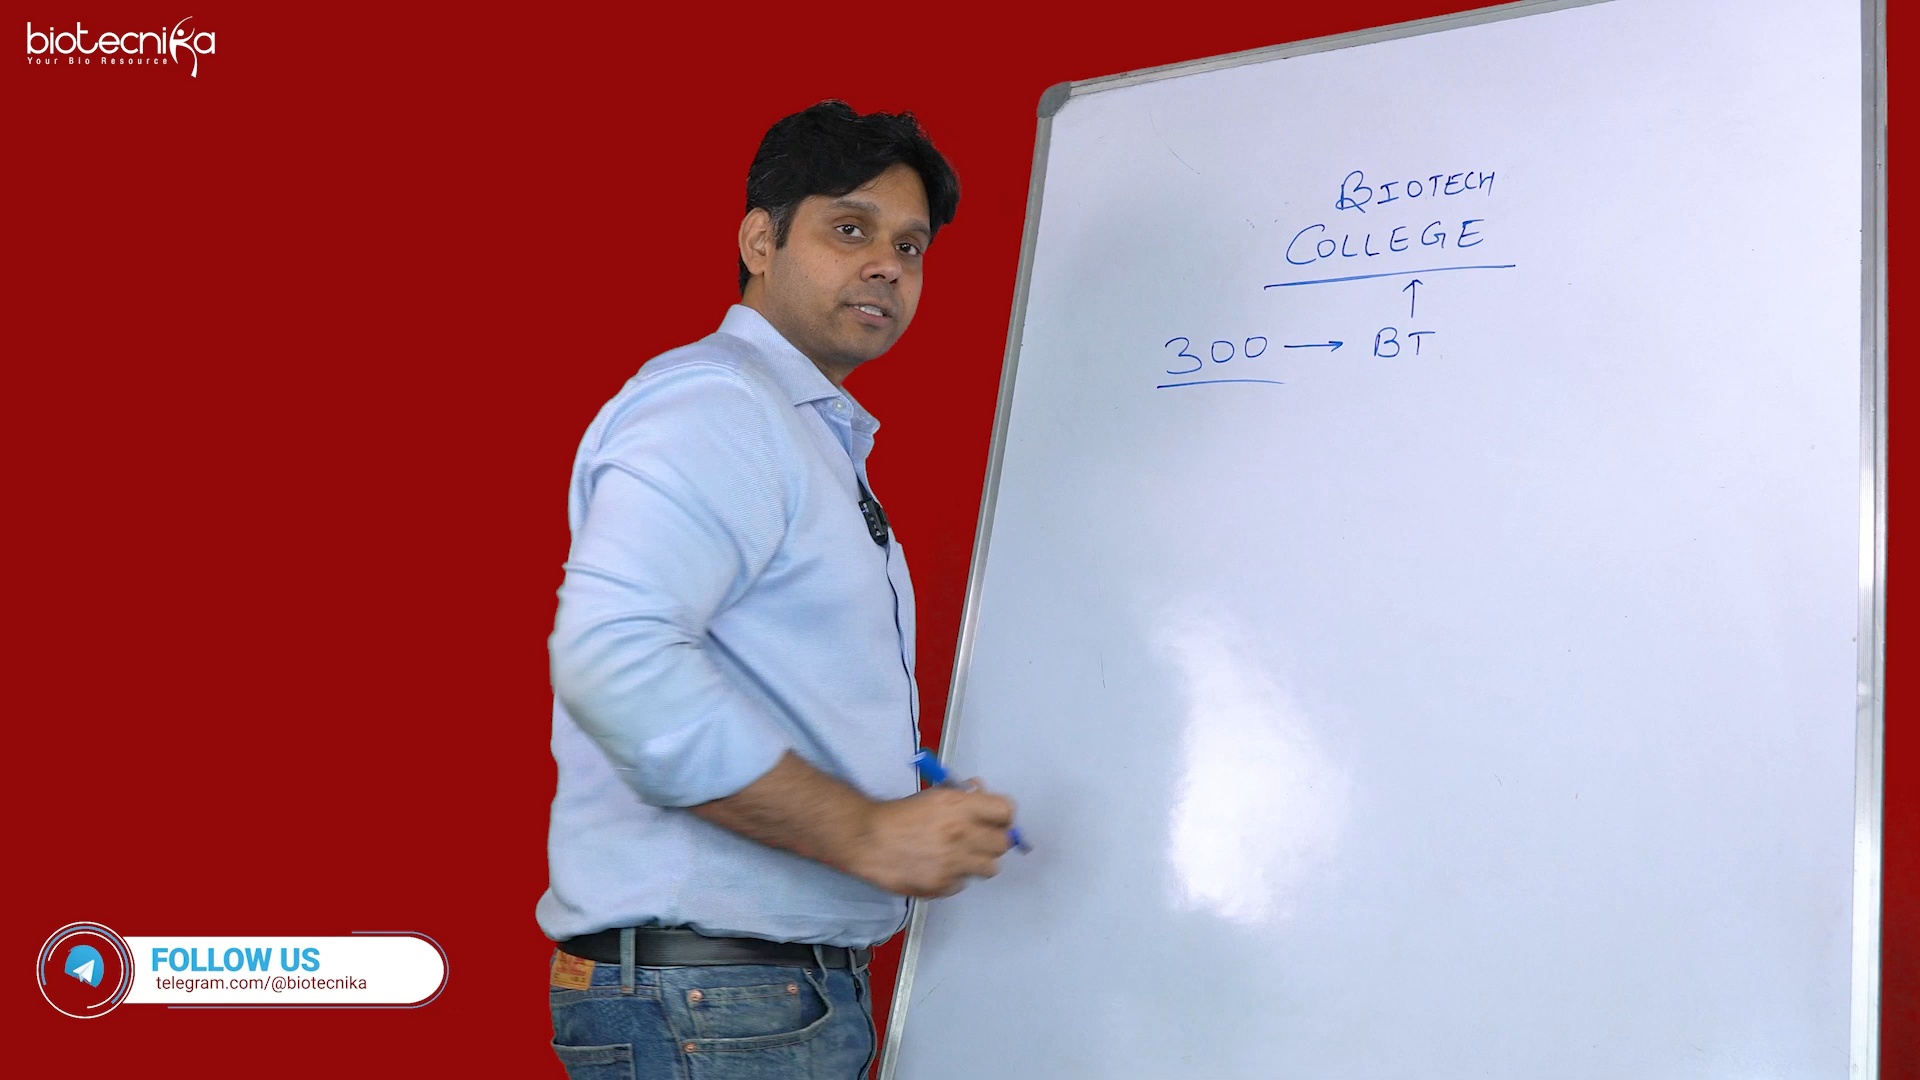 biotecnika
Your Bio Resource
BIOTECH
COLLEGE
↑
300 → BT
FOLLOW US
telegram.com/@biotecnika